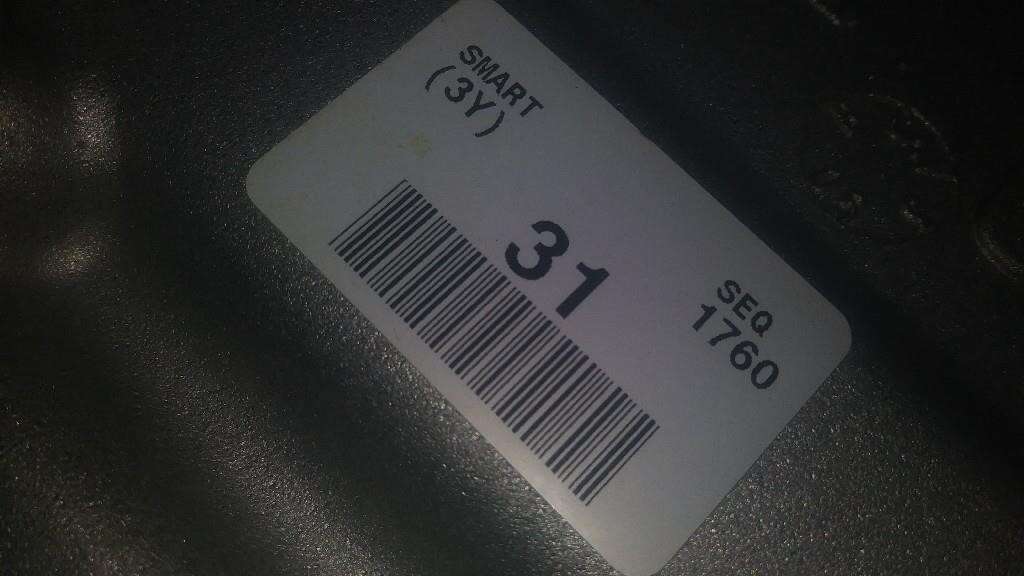 SMART
(3Y)
31
SEQ
1760